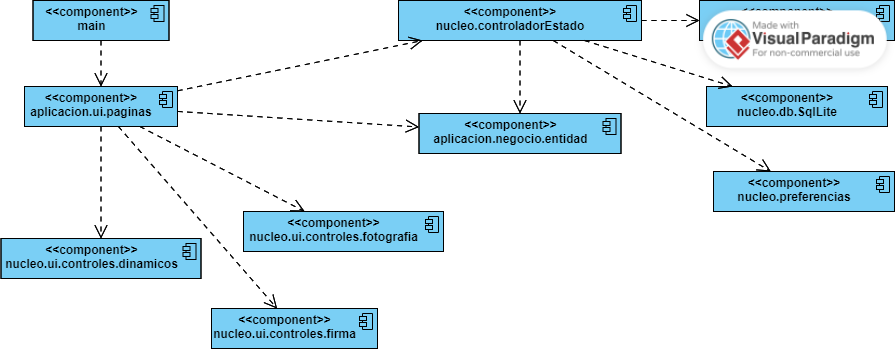 <<component>>
main
<<component>>
nucleo.controladorEstado
Made with
Visual Paradigm
For non-commercial use
<<component>>
aplicacion.ui.paginas
<<component>>
nucleo.db.SqlLite
<<component>>
aplicacion.negocio.entidad
<<component>>
nucleo.preferencias
<<component>>
nucleo.ui.controles.fotografia
<<component>>
nucleo.ui.controles.dinamicos
<<component>>
nucleo.ui.controles.firma